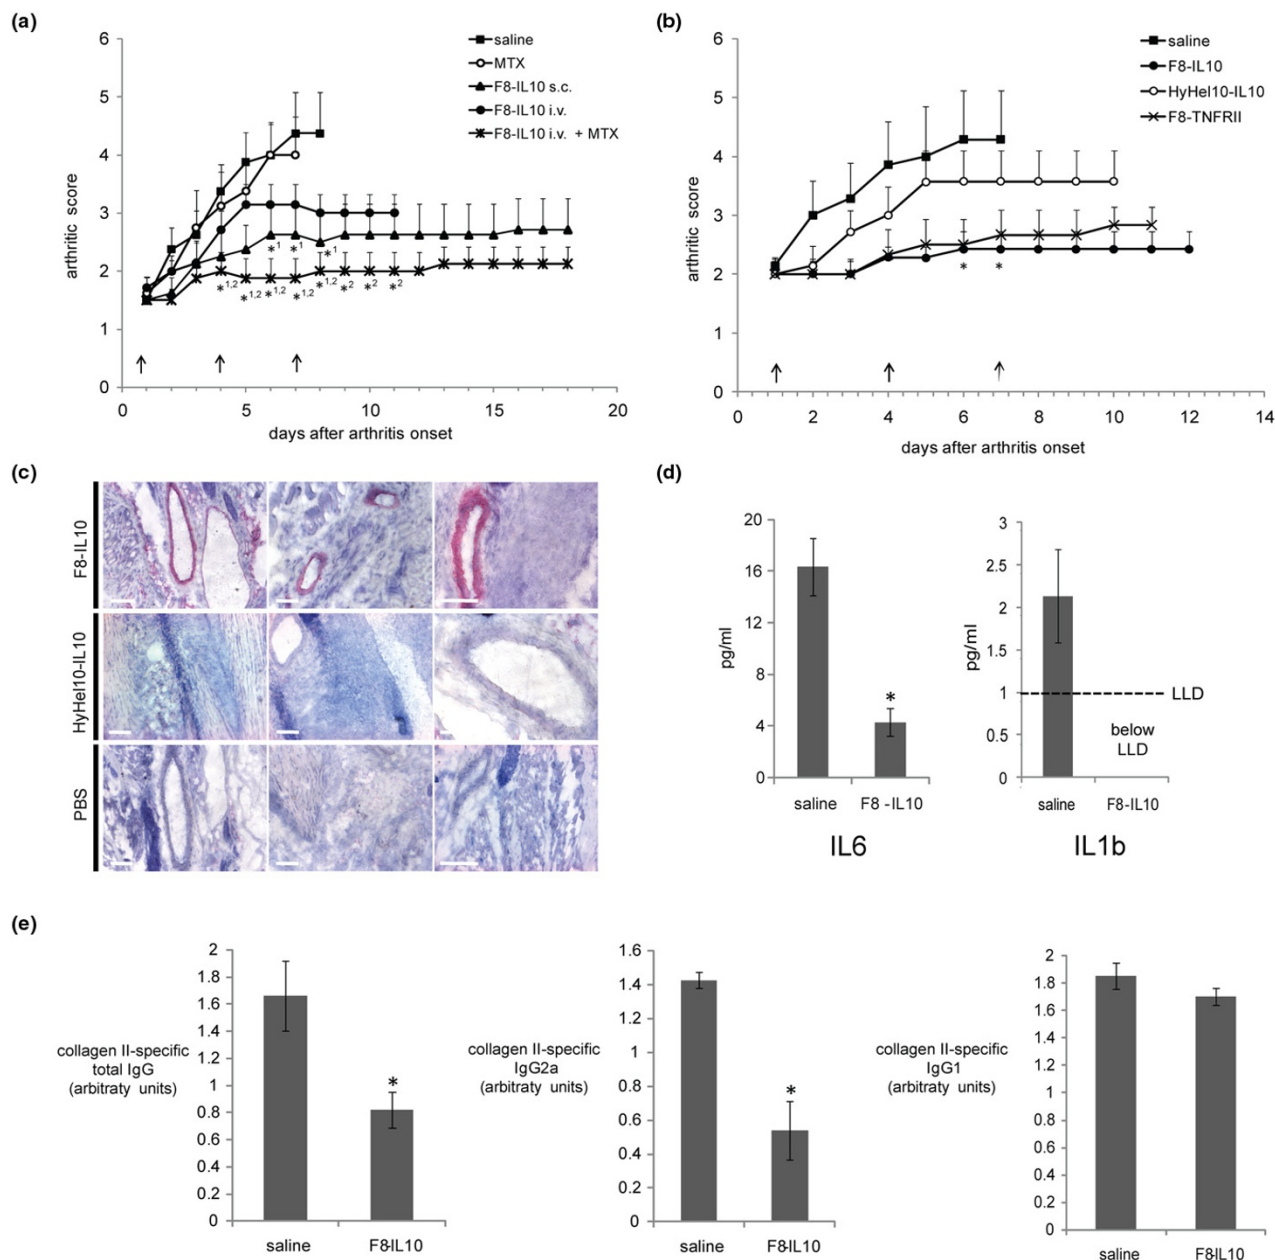 (a)
6
5
4
3
2
1
0
arthritic score
saline
MTX
F8-IL10 s.c.
F8-IL10 i.v.
F8-IL10 i.v. + MTX
*1 *1 *1
*1,2 *1,2 *1,2 *1,2 *1,2 *2 *2 *2
0 5 10 15 20
days after arthritis onset
(b)
6
5
4
3
2
1
0
arthritic score
saline
F8-IL10
HyHel10-IL10
F8-TNFRII
* *
0 2 4 6 8 10 12 14
days after arthritis onset
(c)
F8-IL10
HyHel10-IL10
PBS
(d)
20
16
12
8
4
0
pg/ml
*
saline F8 -IL10
IL6
3
2.5
2
1.5
1
0.5
0
pg/ml
LLD
below
LLD
saline F8-IL10
IL1b
(e)
2
1.8
1.6
1.4
1.2
1
0.8
0.6
0.4
0.2
0
collagen II-specific
total IgG
(arbitraty units)
*
saline F8-IL10
1.6
1.4
1.2
1
0.8
0.6
0.4
0.2
0
collagen II-specific
IgG2a
(arbitraty units)
*
saline F8-IL10
2
1.8
1.6
1.4
1.2
1
0.8
0.6
0.4
0.2
0
collagen II-specific
IgG1
(arbitraty units)
saline F8-IL10